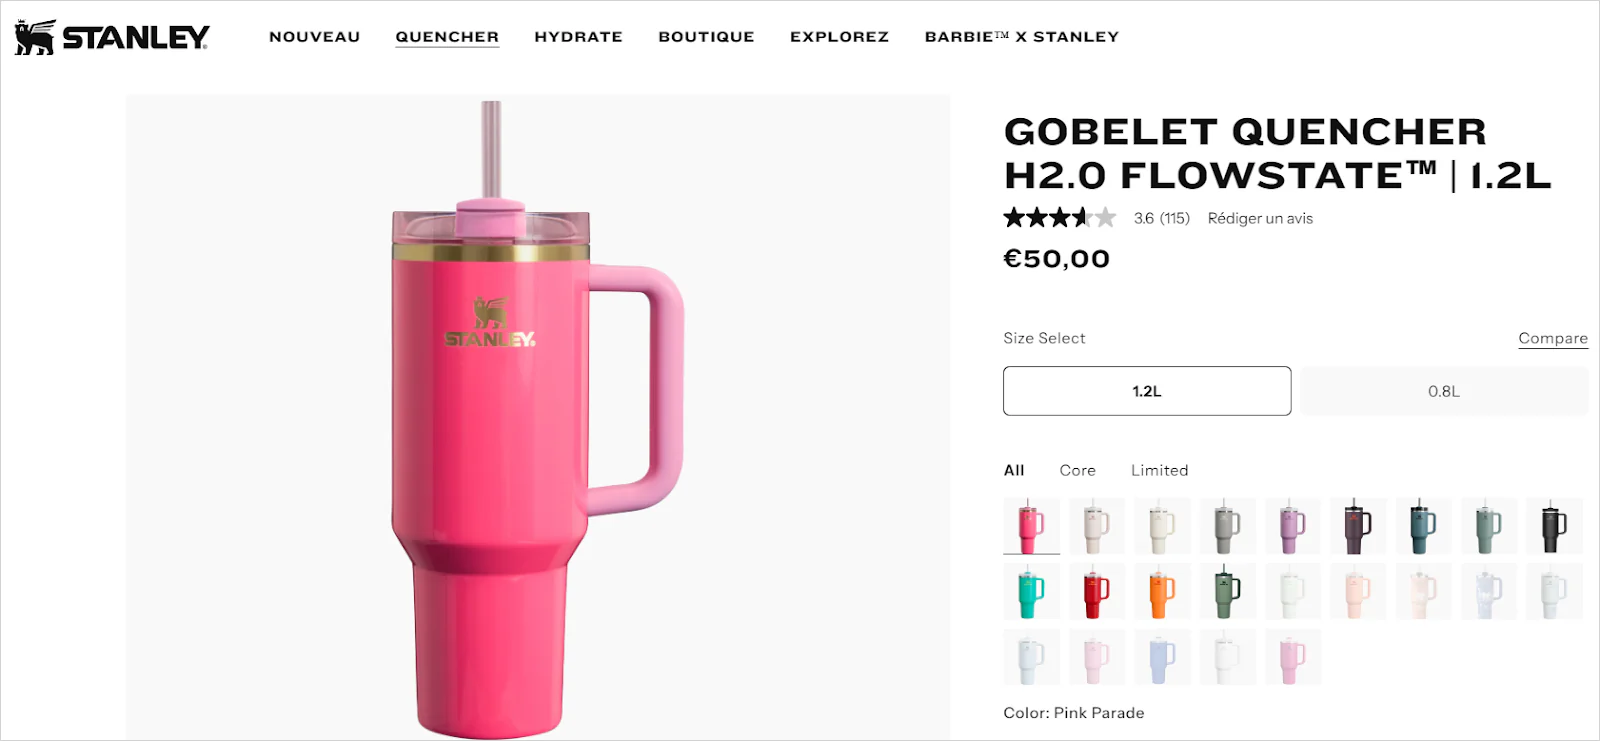 STANLEY®
NOUVEAU QUENCHER HYDRATE BOUTIQUE EXPLOREZ BARBIE™ X STANLEY
STANLEY®
GOBELET QUENCHER
H2.0 FLOWSTATE™ | 1.2L
3.6 (115) Rédiger un avis
€50,00
Size Select Compare
1.2L 0.8L
All Core Limited
Color: Pink Parade